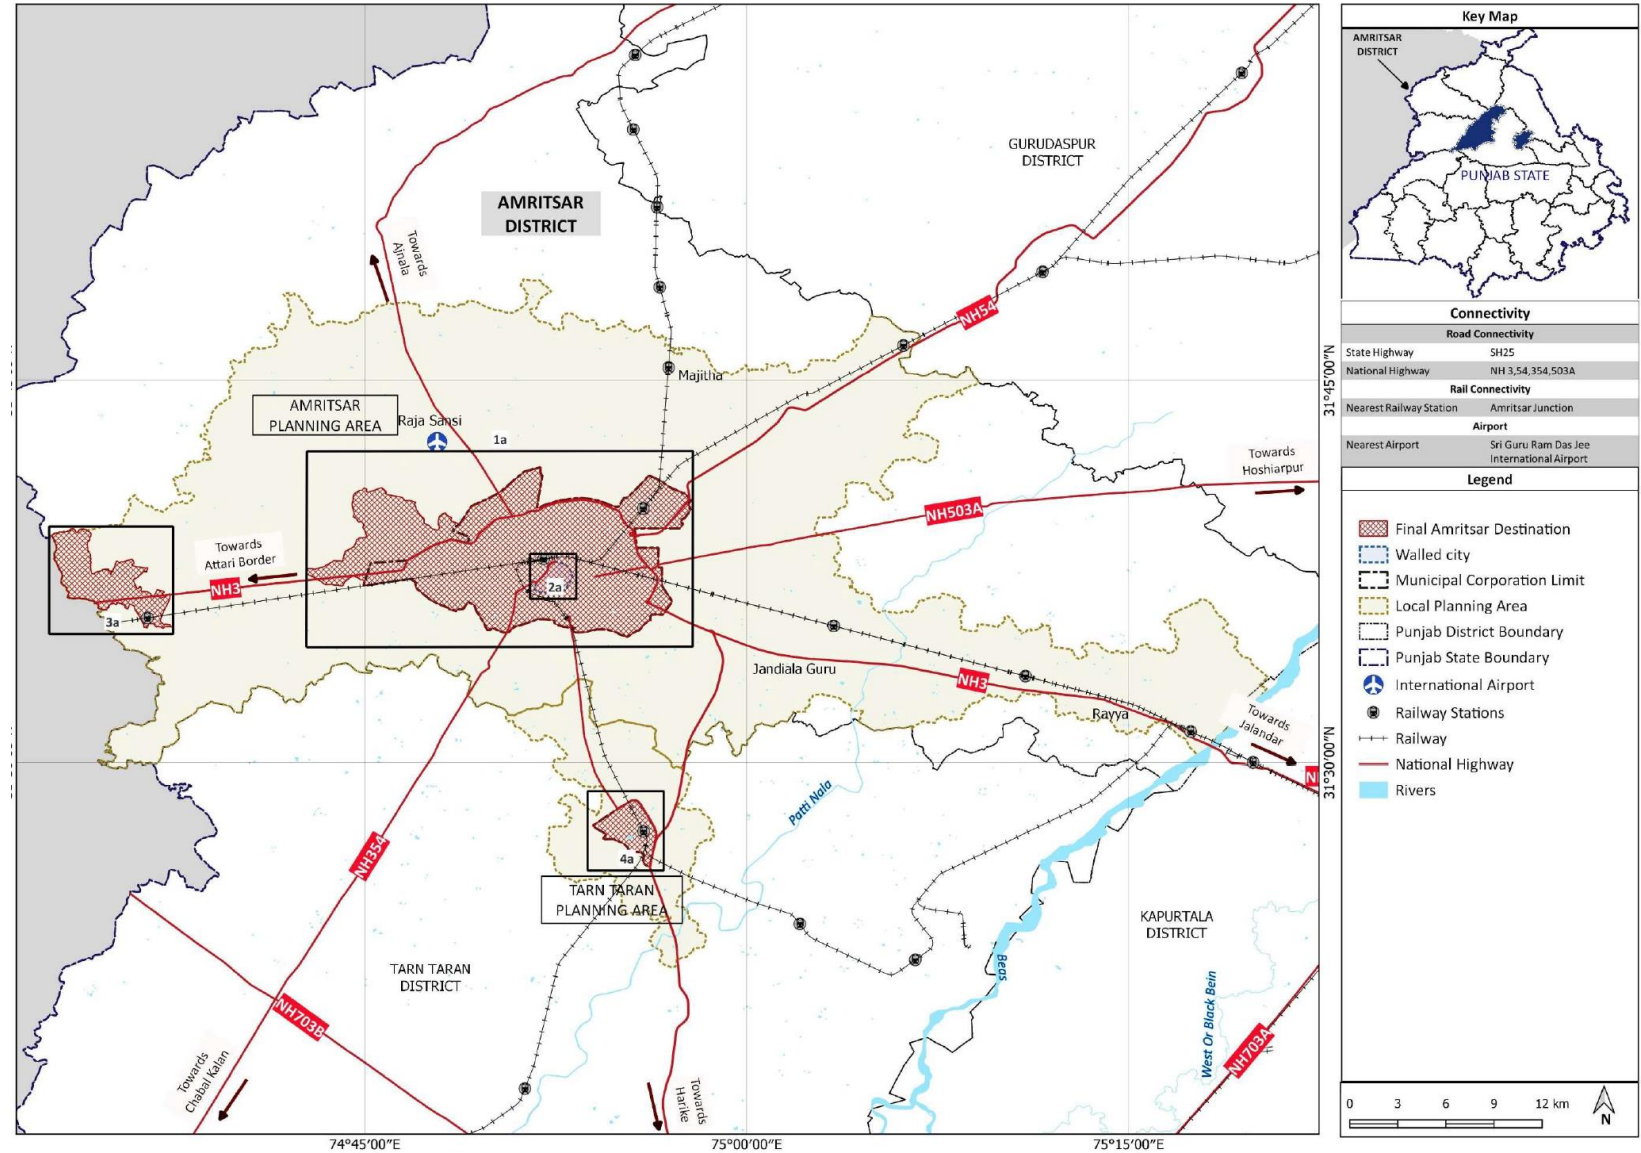 GURUDASPUR
DISTRICT
AMRITSAR
DISTRICT
Towards
Ajnala
NH54
Majitha
AMRITSAR
PLANNING AREA
Raja Sansi
1a
Towards
Hoshiarpur
NH503A
Towards
Attari Border
NH3
2a
3a
Jandiala Guru
NH3
Rayya
Towards
Jalandar
Patti Nala
NH354
4a
TARN TARAN
PLANNING AREA
KAPURTALA
DISTRICT
Beas
TARN TARAN
DISTRICT
NH703B
West Or Black Bein
NH703A
Towards
Chabal Kalan
Towards
Harike
31°45'00"N
31°30'00"N
74°45'00"E
75°00'00"E
75°15'00"E
Key Map
AMRITSAR
DISTRICT
PUNJAB STATE
Connectivity
Road Connectivity
State Highway SH25
National Highway NH 3,54,354,503A
Rail Connectivity
Nearest Railway Station Amritsar Junction
Airport
Nearest Airport Sri Guru Ram Das Jee
International Airport
Legend
Final Amritsar Destination
Walled city
Municipal Corporation Limit
Local Planning Area
Punjab District Boundary
Punjab State Boundary
International Airport
Railway Stations
Railway
National Highway
Rivers
0 3 6 9 12 km
N